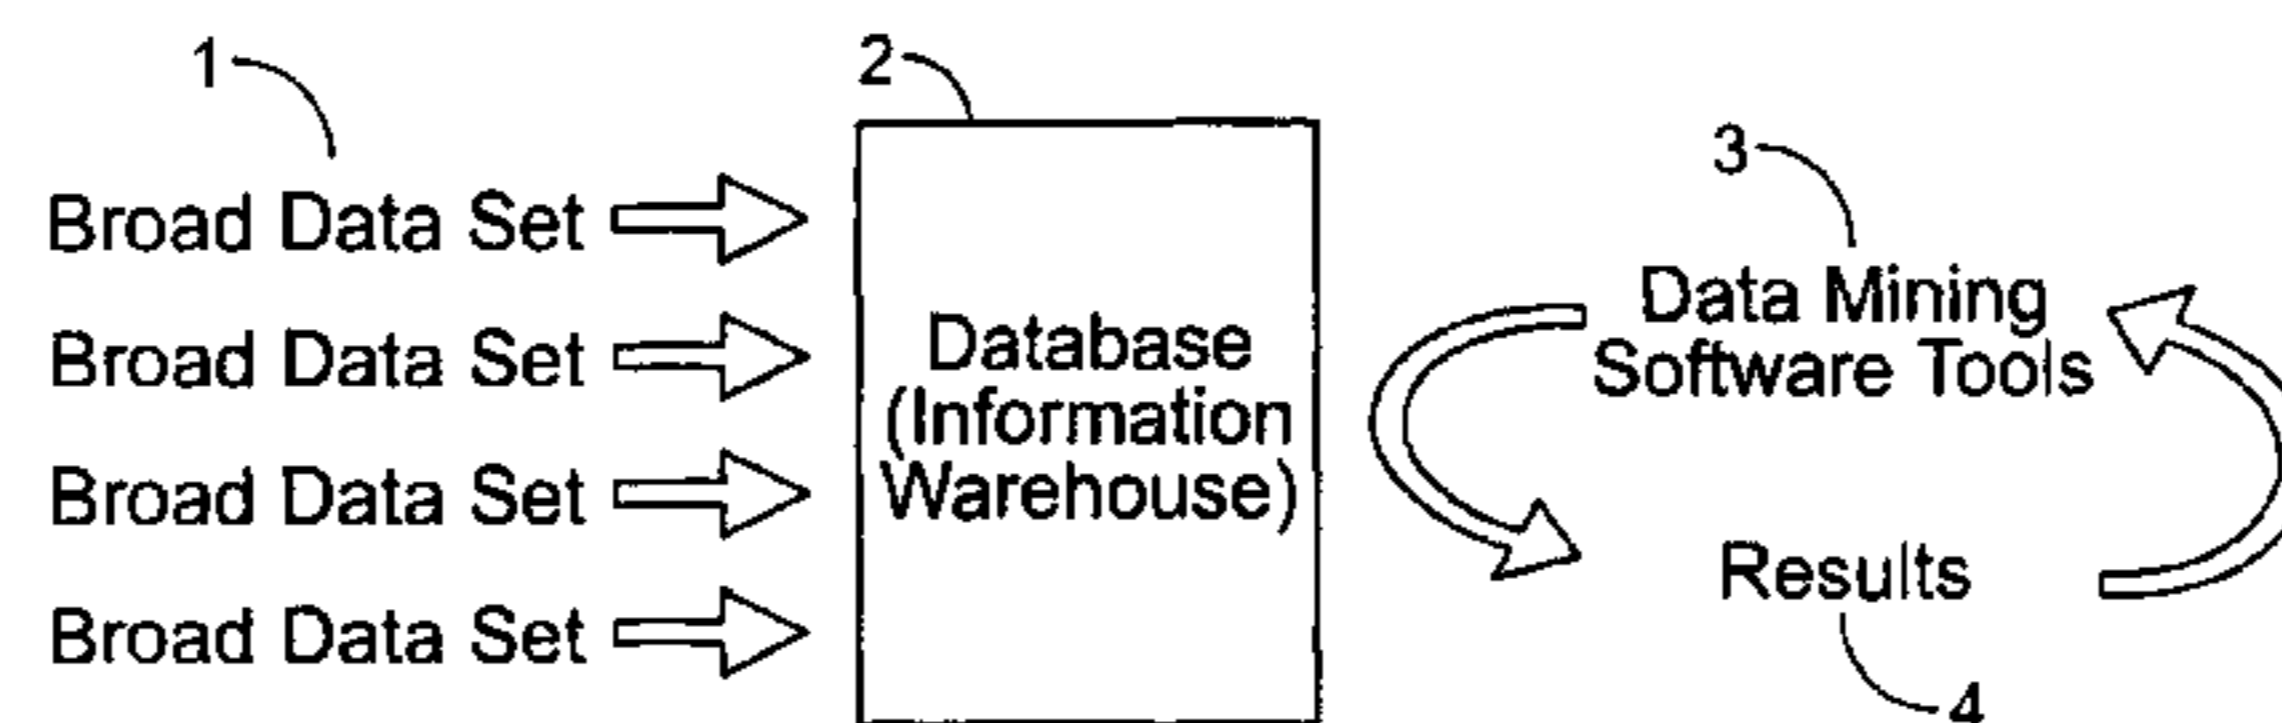 1
2
3
Broad Data Set
Broad Data Set
Broad Data Set
Broad Data Set
Database
(Information
Warehouse)
Data Mining
Software Tools
Results
4